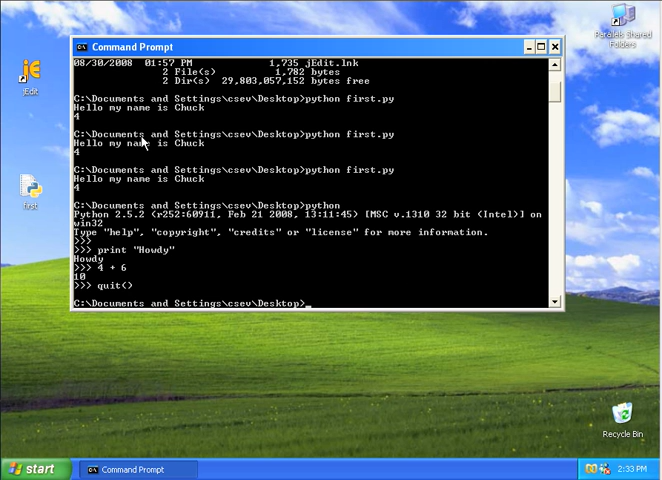 Command Prompt
08/30/2008  01:57 PM             1,735 jEdit.lnk
               2 File(s)          1,782 bytes
               2 Dir(s)  29,803,057,152 bytes free
C:\Documents and Settings\csev\Desktop>python first.py
Hello my name is Chuck
4
C:\Documents and Settings\csev\Desktop>python first.py
Hello my name is Chuck
4
C:\Documents and Settings\csev\Desktop>python first.py
Hello my name is Chuck
4
C:\Documents and Settings\csev\Desktop>python
Python 2.5.2 (r252:60911, Feb 21 2008, 13:11:45) [MSC v.1310 32 bit (Intel)] on
win32
Type "help", "copyright", "credits" or "license" for more information.
>>>
>>> print "Howdy"
Howdy
>>> 4 + 6
10
>>> quit()
C:\Documents and Settings\csev\Desktop>_
jEdit
first
Parallels Shared
Folders
Recycle Bin
start
Command Prompt
2:33 PM